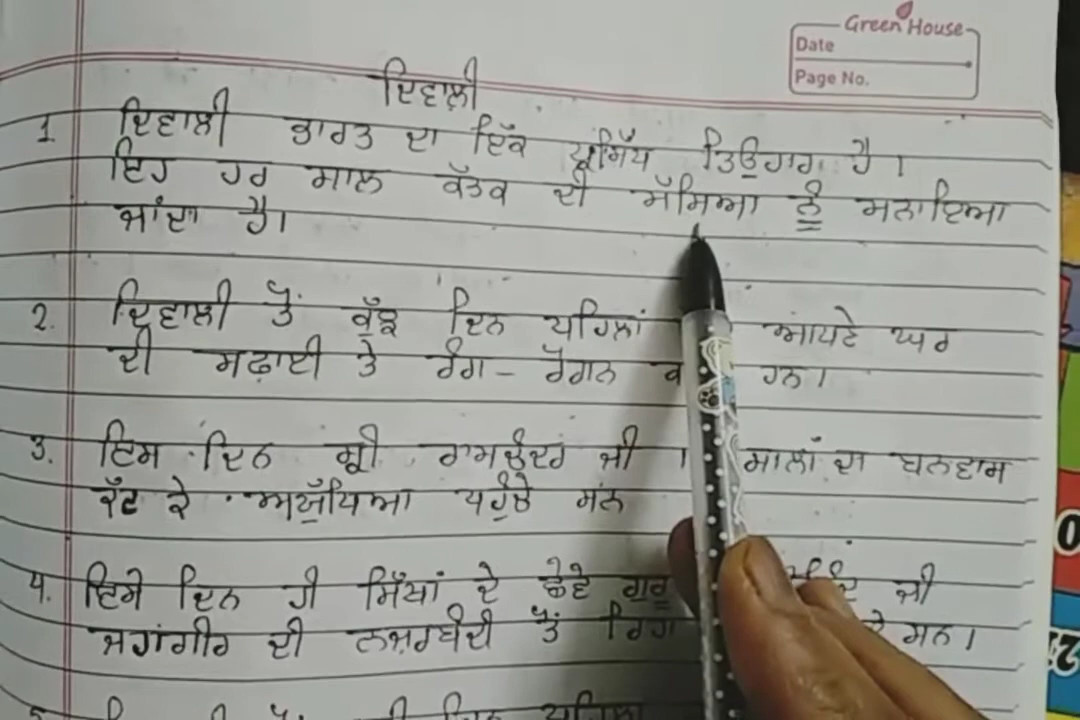 Green House
Date
Page No.
ਦਿਵਾਲੀ
1. ਦਿਵਾਲੀ ਭਾਰਤ ਦਾ ਇੱਕ ਪ੍ਰਸਿੱਧ ਤਿਉਹਾਰ ਹੈ।
ਇਹ ਹਰ ਸਾਲ ਕੱਤਕ ਦੀ ਮੱਸਿਆ ਨੂੰ ਮਨਾਇਆ
ਜਾਂਦਾ ਹੈ।
2. ਦਿਵਾਲੀ ਤੋਂ ਕੁੱਝ ਦਿਨ ਪਹਿਲਾਂ ਆਪਣੇ ਘਰ
ਦੀ ਸਫ਼ਾਈ ਤੇ ਰੰਗ - ਰੋਗਨ ਹਨ।
3. ਇਸ ਦਿਨ ਸ਼੍ਰੀ ਰਾਮਚੰਦਰ ਜੀ ਸਾਲਾਂ ਦਾ ਬਨਵਾਸ
ਕੱਟ ਕੇ ਅਯੁੱਧਿਆ ਪਹੁੰਚੇ ਸਨ
4. ਇਸੇ ਦਿਨ ਹੀ ਸਿੱਖਾਂ ਦੇ ਛੇਵੇਂ ਗੁਰੂ ਜੀ
ਜਹਾਂਗੀਰ ਦੀ ਨਜ਼ਰਬੰਦੀ ਤੋਂ ਸਨ।